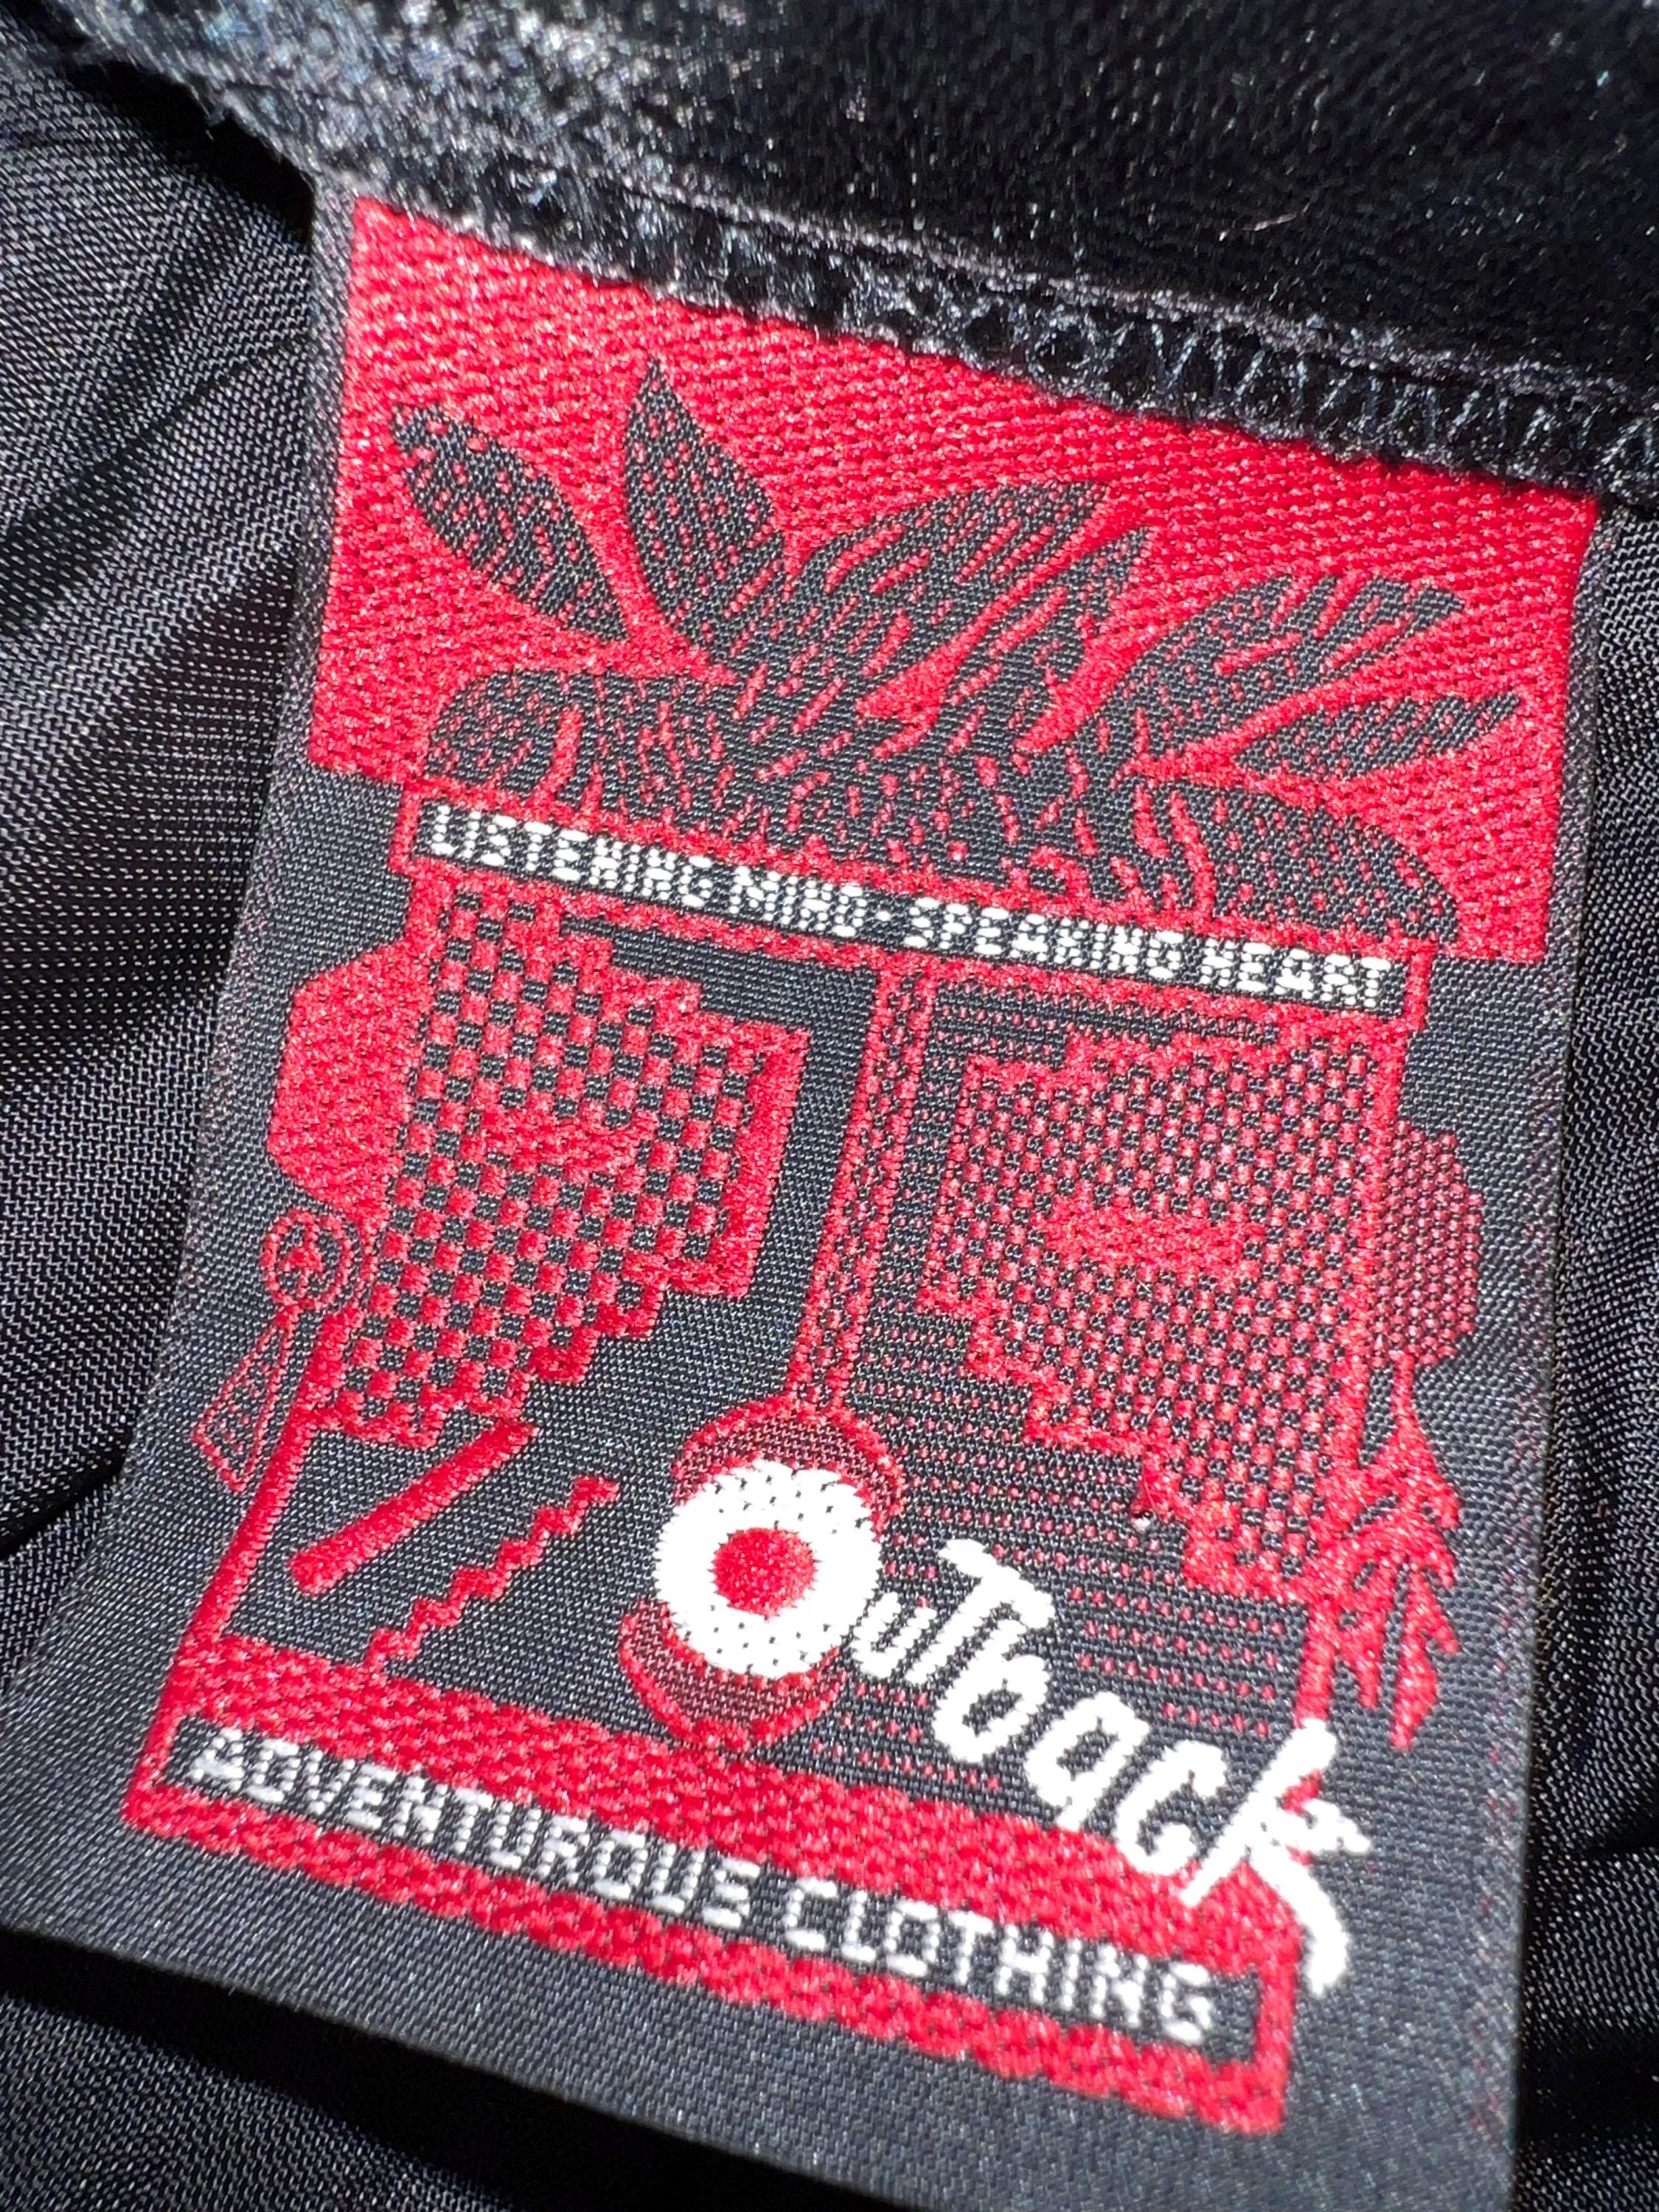 LISTENING MIND · SPEAKING HEART
Outback
ADVENTUROUS CLOTHING